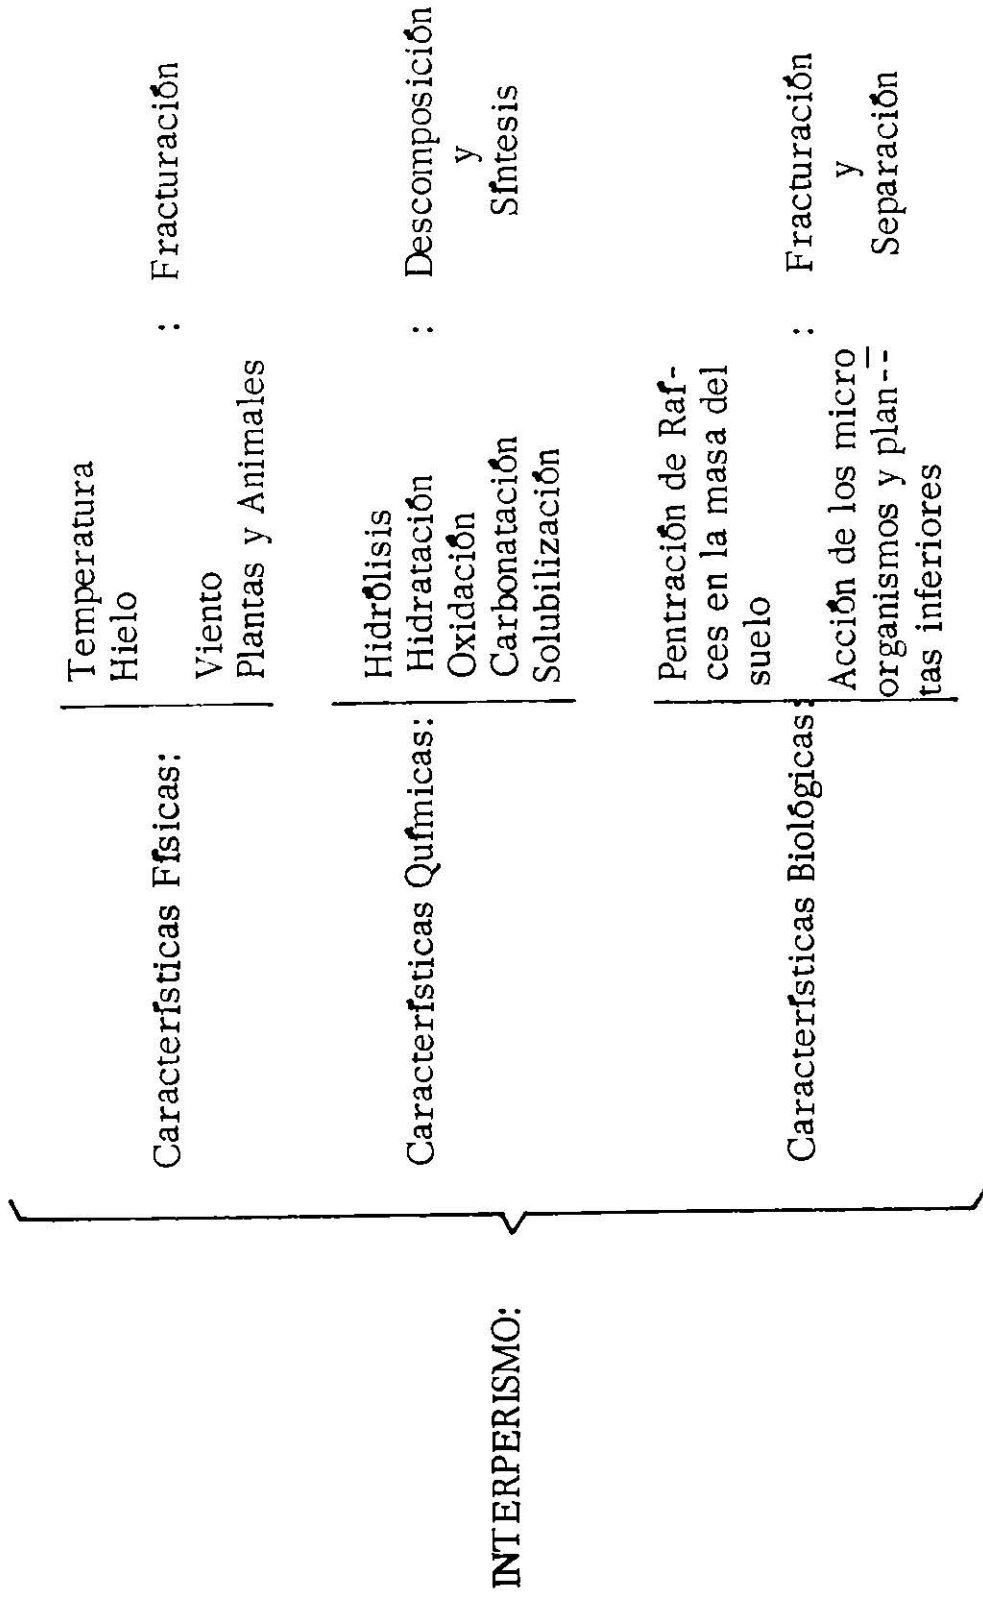 INTERPERISMO:
Características Físicas:
Temperatura
Hielo
Viento
Plantas y Animales
: Fracturación
Características Químicas:
Hidrólisis
Hidratación
Oxidación
Carbonatación
Solubilización
: Descomposición
y
Síntesis
Características Biológicas:
Pentración de Raí-
ces en la masa del
suelo
Acción de los micro
organismos y plan--
tas inferiores
: Fracturación
y
Separación